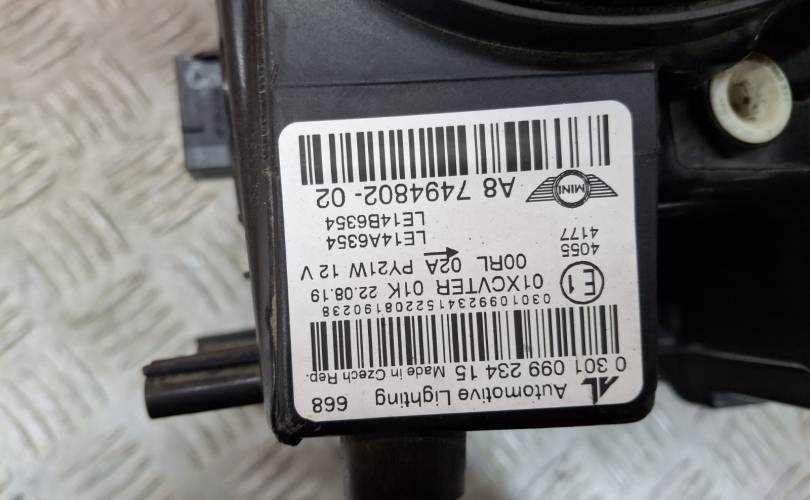 AL Automotive Lighting 668
0 301 099 234 15 Made in Czech Rep.
0301099234152208190238
E1 01XCVTER 01K 22.08.19
00RL 02A PY21W 12 V
4055
4177
LE14A6354
LE14B6354
MINI A8 7494802-02